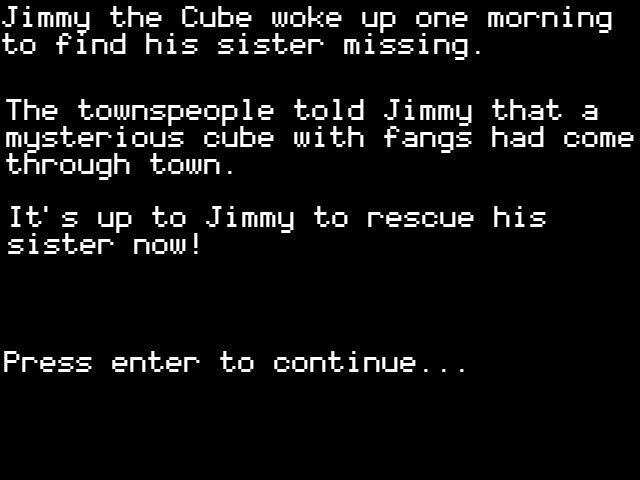 Jimmy the Cube woke up one morning
to find his sister missing.
The townspeople told Jimmy that a
mysterious cube with fangs had come
through town.
It's up to Jimmy to rescue his
sister now!
Press enter to continue...